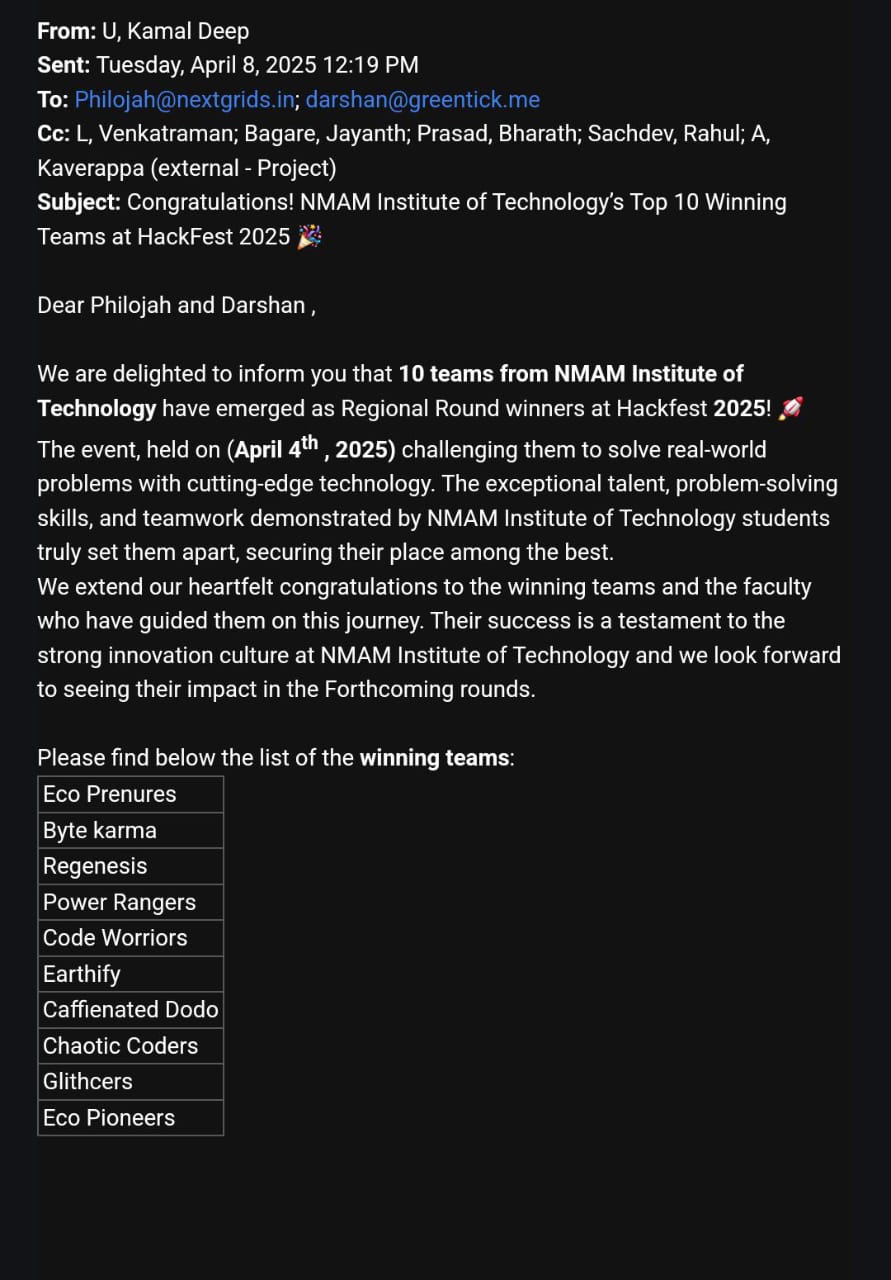 From: U, Kamal Deep
Sent: Tuesday, April 8, 2025 12:19 PM
To: Philojah@nextgrids.in; darshan@greentick.me
Cc: L, Venkatraman; Bagare, Jayanth; Prasad, Bharath; Sachdev, Rahul; A,
Kaverappa (external - Project)
Subject: Congratulations! NMAM Institute of Technology’s Top 10 Winning
Teams at HackFest 2025 🎉
Dear Philojah and Darshan ,
We are delighted to inform you that 10 teams from NMAM Institute of
Technology have emerged as Regional Round winners at Hackfest 2025! 🚀
The event, held on (April 4th , 2025) challenging them to solve real-world
problems with cutting-edge technology. The exceptional talent, problem-solving
skills, and teamwork demonstrated by NMAM Institute of Technology students
truly set them apart, securing their place among the best.
We extend our heartfelt congratulations to the winning teams and the faculty
who have guided them on this journey. Their success is a testament to the
strong innovation culture at NMAM Institute of Technology and we look forward
to seeing their impact in the Forthcoming rounds.
Please find below the list of the winning teams:
Eco Prenures
Byte karma
Regenesis
Power Rangers
Code Worriors
Earthify
Caffienated Dodo
Chaotic Coders
Glithcers
Eco Pioneers